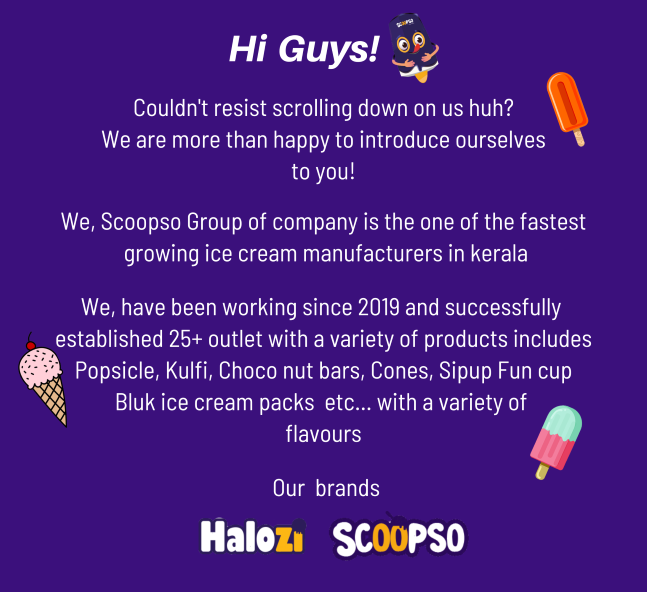 Hi Guys!
SCOOPSO
Couldn't resist scrolling down on us huh?
We are more than happy to introduce ourselves
to you!
We, Scoopso Group of company is the one of the fastest
growing ice cream manufacturers in kerala
We, have been working since 2019 and successfully
established 25+ outlet with a variety of products includes
Popsicle, Kulfi, Choco nut bars, Cones, Sipup Fun cup
Bluk ice cream packs etc... with a variety of
flavours
Our brands
Halozi SCOOPSO